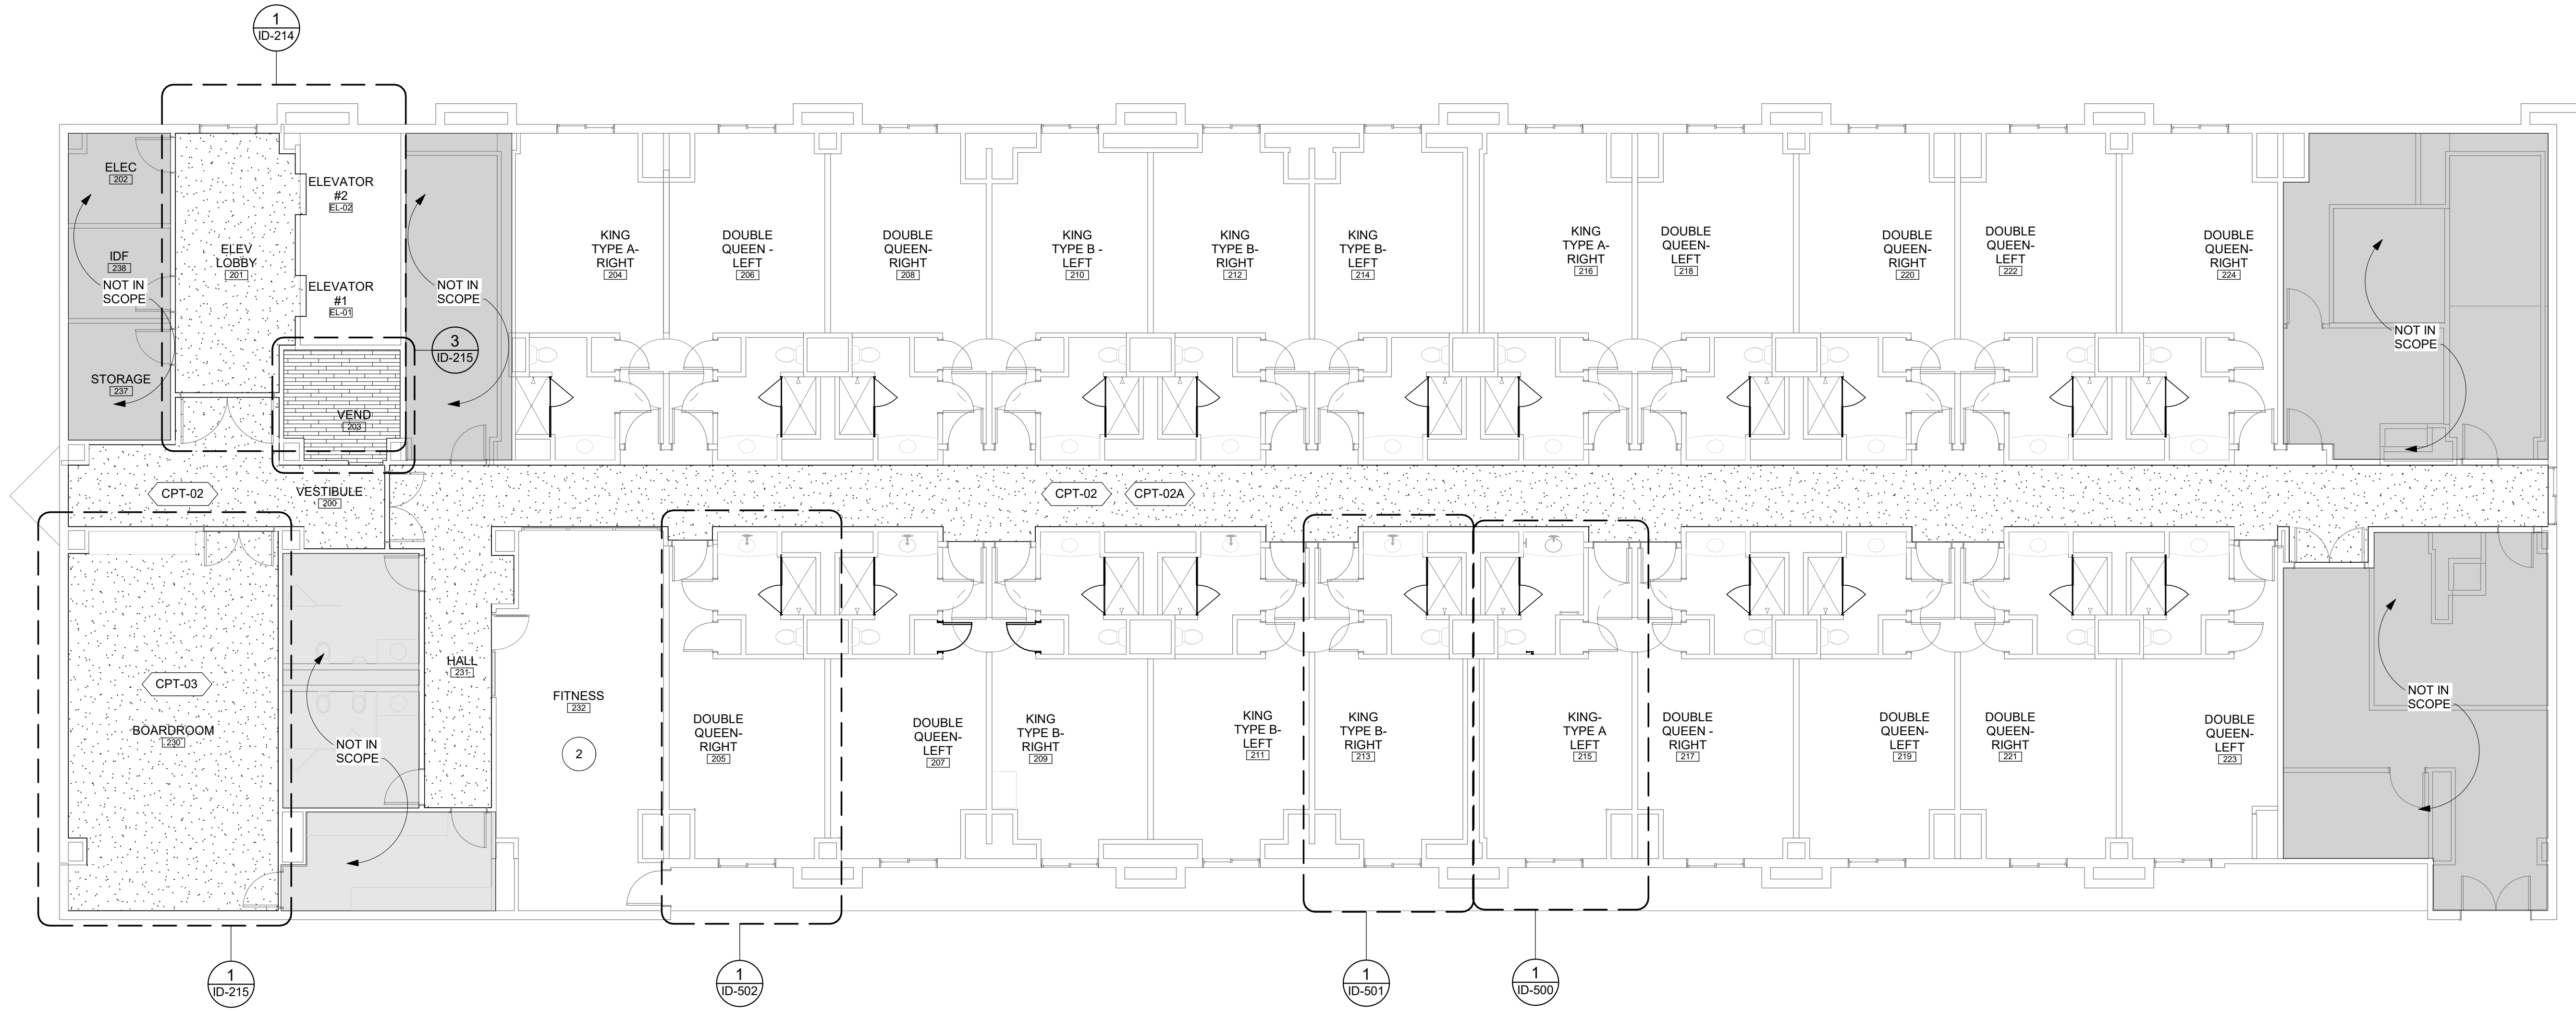 1
ID-214
ELEC
202
IDF
238
NOT IN
SCOPE
STORAGE
237
ELEV
LOBBY
201
ELEVATOR
#2
EL-02
ELEVATOR
#1
EL-01
VEND
203
NOT IN
SCOPE
3
ID-215
KING
TYPE A-
RIGHT
204
DOUBLE
QUEEN -
LEFT
206
DOUBLE
QUEEN-
RIGHT
208
KING
TYPE B -
LEFT
210
KING
TYPE B-
RIGHT
212
KING
TYPE B-
LEFT
214
KING
TYPE A-
RIGHT
216
DOUBLE
QUEEN-
LEFT
218
DOUBLE
QUEEN-
RIGHT
220
DOUBLE
QUEEN-
LEFT
222
DOUBLE
QUEEN-
RIGHT
224
NOT IN
SCOPE
CPT-02
VESTIBULE
200
CPT-02
CPT-02A
CPT-03
BOARDROOM
230
NOT IN
SCOPE
HALL
231
FITNESS
232
2
DOUBLE
QUEEN-
RIGHT
205
DOUBLE
QUEEN-
LEFT
207
KING
TYPE B-
RIGHT
209
KING
TYPE B-
LEFT
211
KING
TYPE B-
RIGHT
213
KING-
TYPE A
LEFT
215
DOUBLE
QUEEN -
RIGHT
217
DOUBLE
QUEEN-
LEFT
219
DOUBLE
QUEEN-
RIGHT
221
DOUBLE
QUEEN-
LEFT
223
NOT IN
SCOPE
1
ID-215
1
ID-502
1
ID-501
1
ID-500